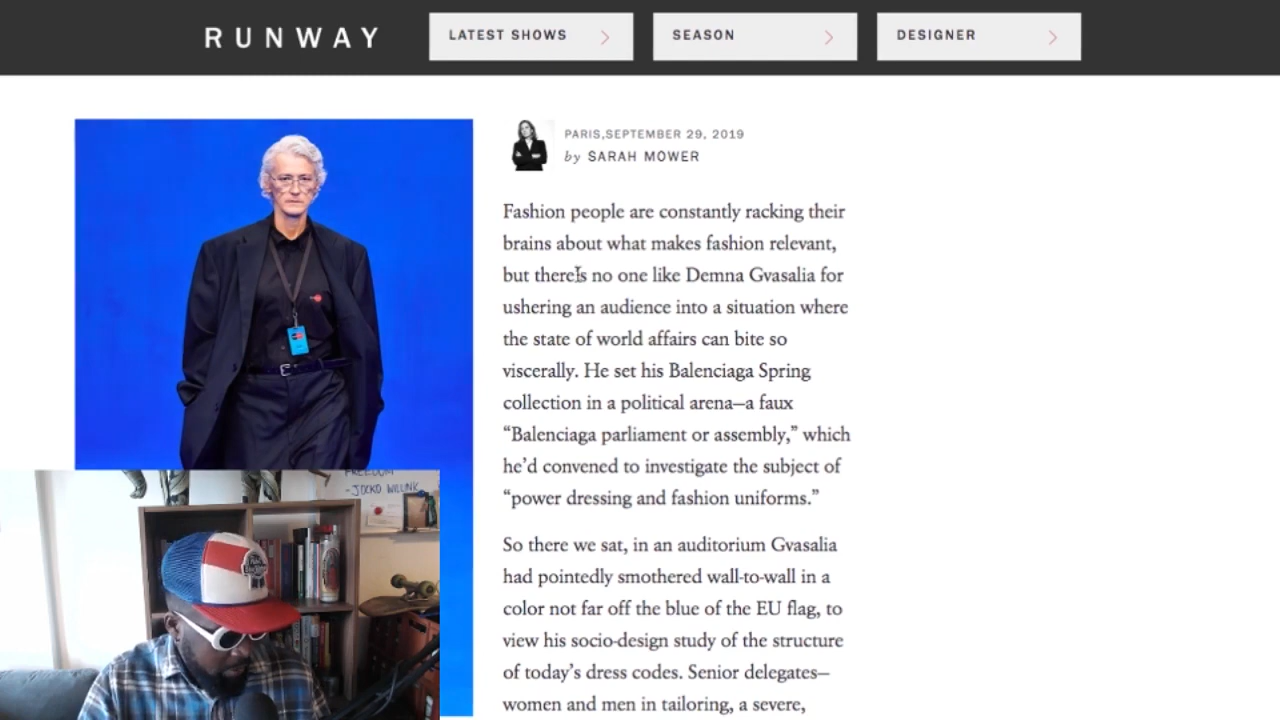 RUNWAY
LATEST SHOWS
SEASON
DESIGNER
PARIS,SEPTEMBER 29, 2019
by SARAH MOWER
Fashion people are constantly racking their
brains about what makes fashion relevant,
but there's no one like Demna Gvasalia for
ushering an audience into a situation where
the state of world affairs can bite so
viscerally. He set his Balenciaga Spring
collection in a political arena—a faux
“Balenciaga parliament or assembly,” which
he’d convened to investigate the subject of
“power dressing and fashion uniforms.”
So there we sat, in an auditorium Gvasalia
had pointedly smothered wall-to-wall in a
color not far off the blue of the EU flag, to
view his socio-design study of the structure
of today’s dress codes. Senior delegates—
women and men in tailoring, a severe,
FREEDOM
-JOCKO WILLINK